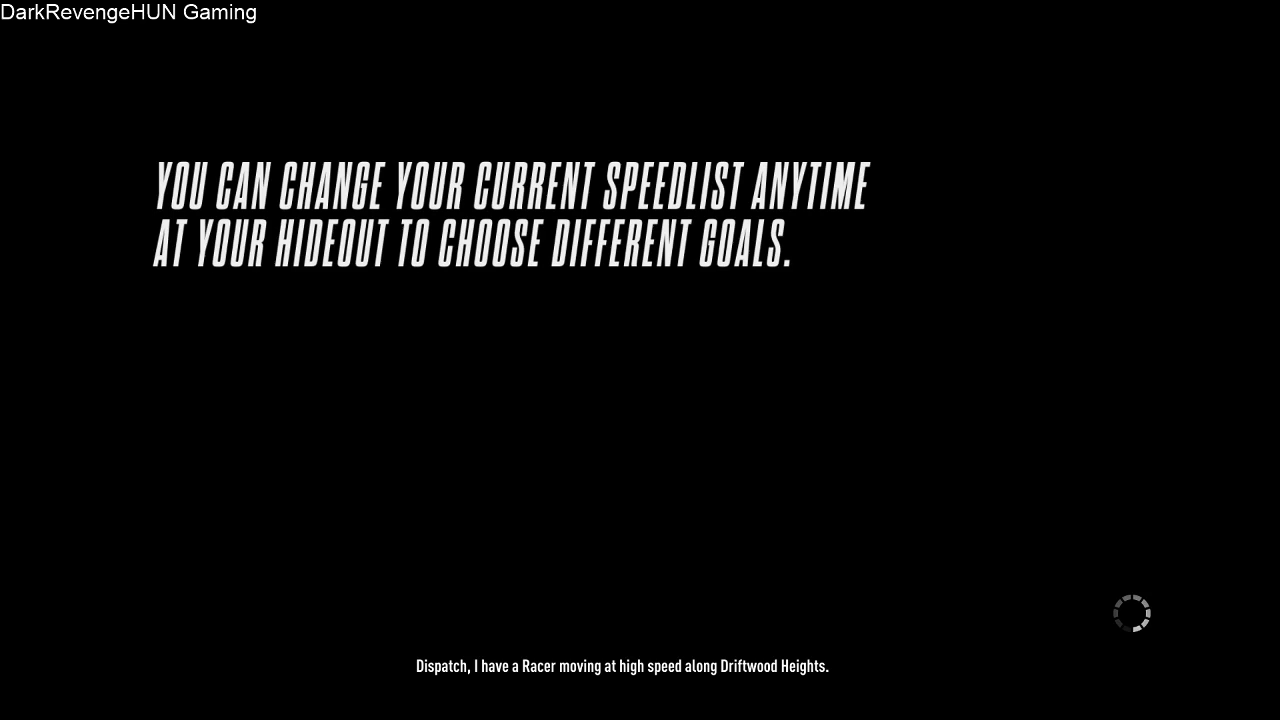 DarkRevengeHUN Gaming
YOU CAN CHANGE YOUR CURRENT SPEEDLIST ANYTIME
AT YOUR HIDEOUT TO CHOOSE DIFFERENT GOALS.
Dispatch, I have a Racer moving at high speed along Driftwood Heights.